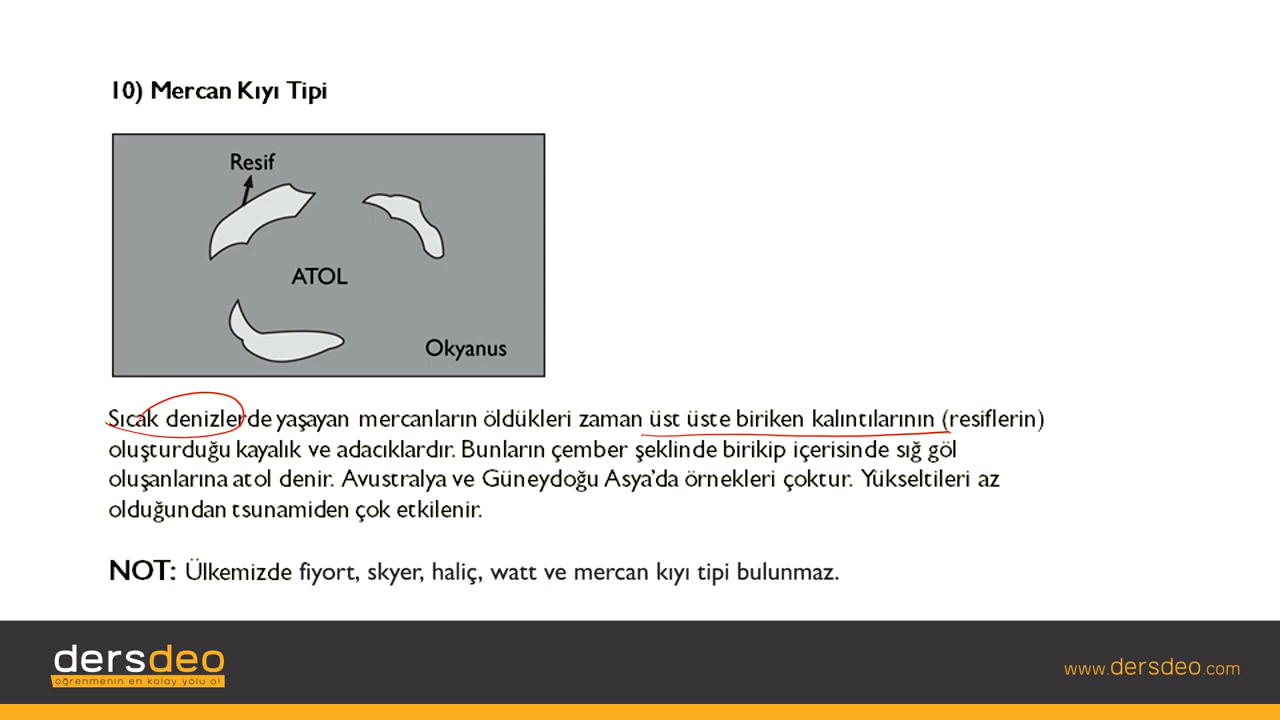 10) Mercan Kıyı Tipi
Resif
ATOL
Okyanus
Sıcak denizlerde yaşayan mercanların öldükleri zaman üst üste biriken kalıntılarının (resiflerin)
oluşturduğu kayalık ve adacıklardır. Bunların çember şeklinde birikip içerisinde sığ göl
oluşanlarına atol denir. Avustralya ve Güneydoğu Asya’da örnekleri çoktur. Yükseltileri az
olduğundan tsunamiden çok etkilenir.
NOT: Ülkemizde fiyort, skyer, haliç, watt ve mercan kıyı tipi bulunmaz.
dersdeo
öğrenmenin en kolay yolu o!
www.dersdeo.com